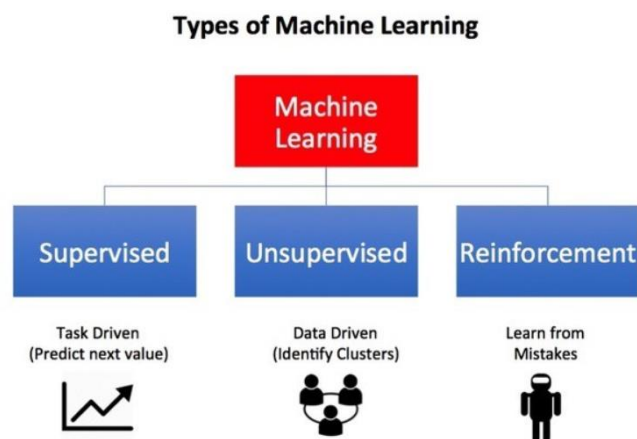 Types of Machine Learning
Machine
Learning
Supervised
Unsupervised
Reinforcement
Task Driven
(Predict next value)
Data Driven
(Identify Clusters)
Learn from
Mistakes